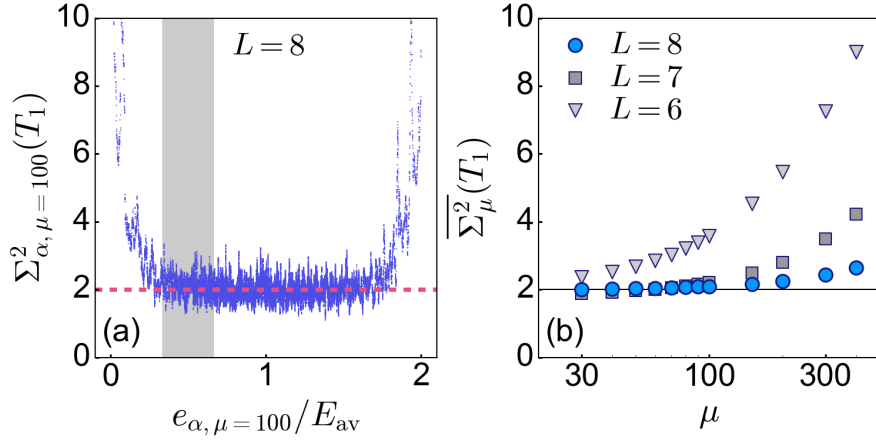 Σ²_{α, μ=100}(T₁)
10
8
6
4
2
0
0
1
2
L = 8
(a)
e_{α, μ=100}/E_av
\overline{Σ²_μ}(T₁)
10
8
6
4
2
0
30
100
300
L = 8
L = 7
L = 6
(b)
μ